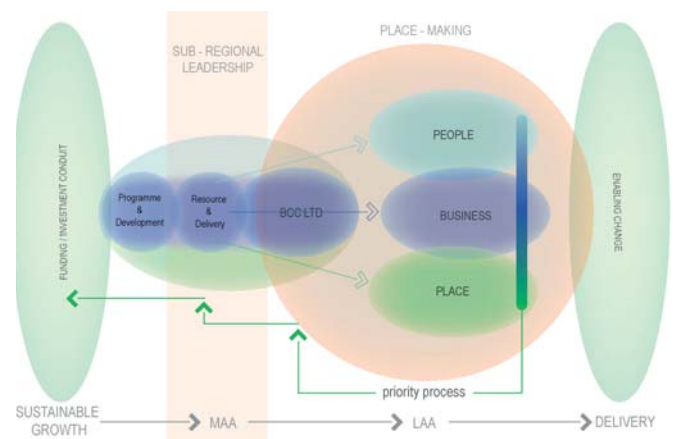 PLACE - MAKING
SUB - REGIONAL
LEADERSHIP
FUNDING / INVESTMENT CONDUIT
Programme
&
Development
Resource
&
Delivery
BCC LTD
PEOPLE
BUSINESS
PLACE
ENABLING CHANGE
priority process
SUSTAINABLE
GROWTH
MAA
LAA
DELIVERY